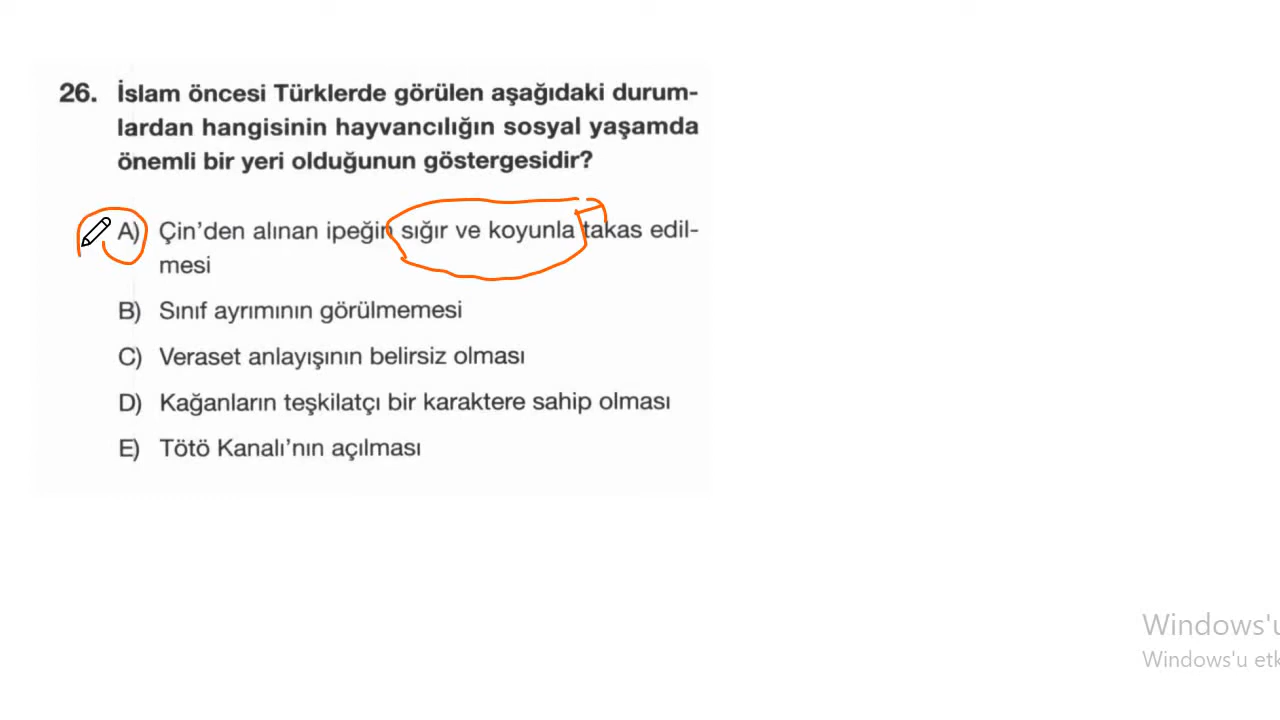 26. İslam öncesi Türklerde görülen aşağıdaki durum-
lardan hangisinin hayvancılığın sosyal yaşamda
önemli bir yeri olduğunun göstergesidir?
A) Çin’den alınan ipeğin sığır ve koyunla takas edil-
mesi
B) Sınıf ayrımının görülmemesi
C) Veraset anlayışının belirsiz olması
D) Kağanların teşkilatçı bir karaktere sahip olması
E) Tötö Kanalı’nın açılması
Windows'u
Windows'u etk